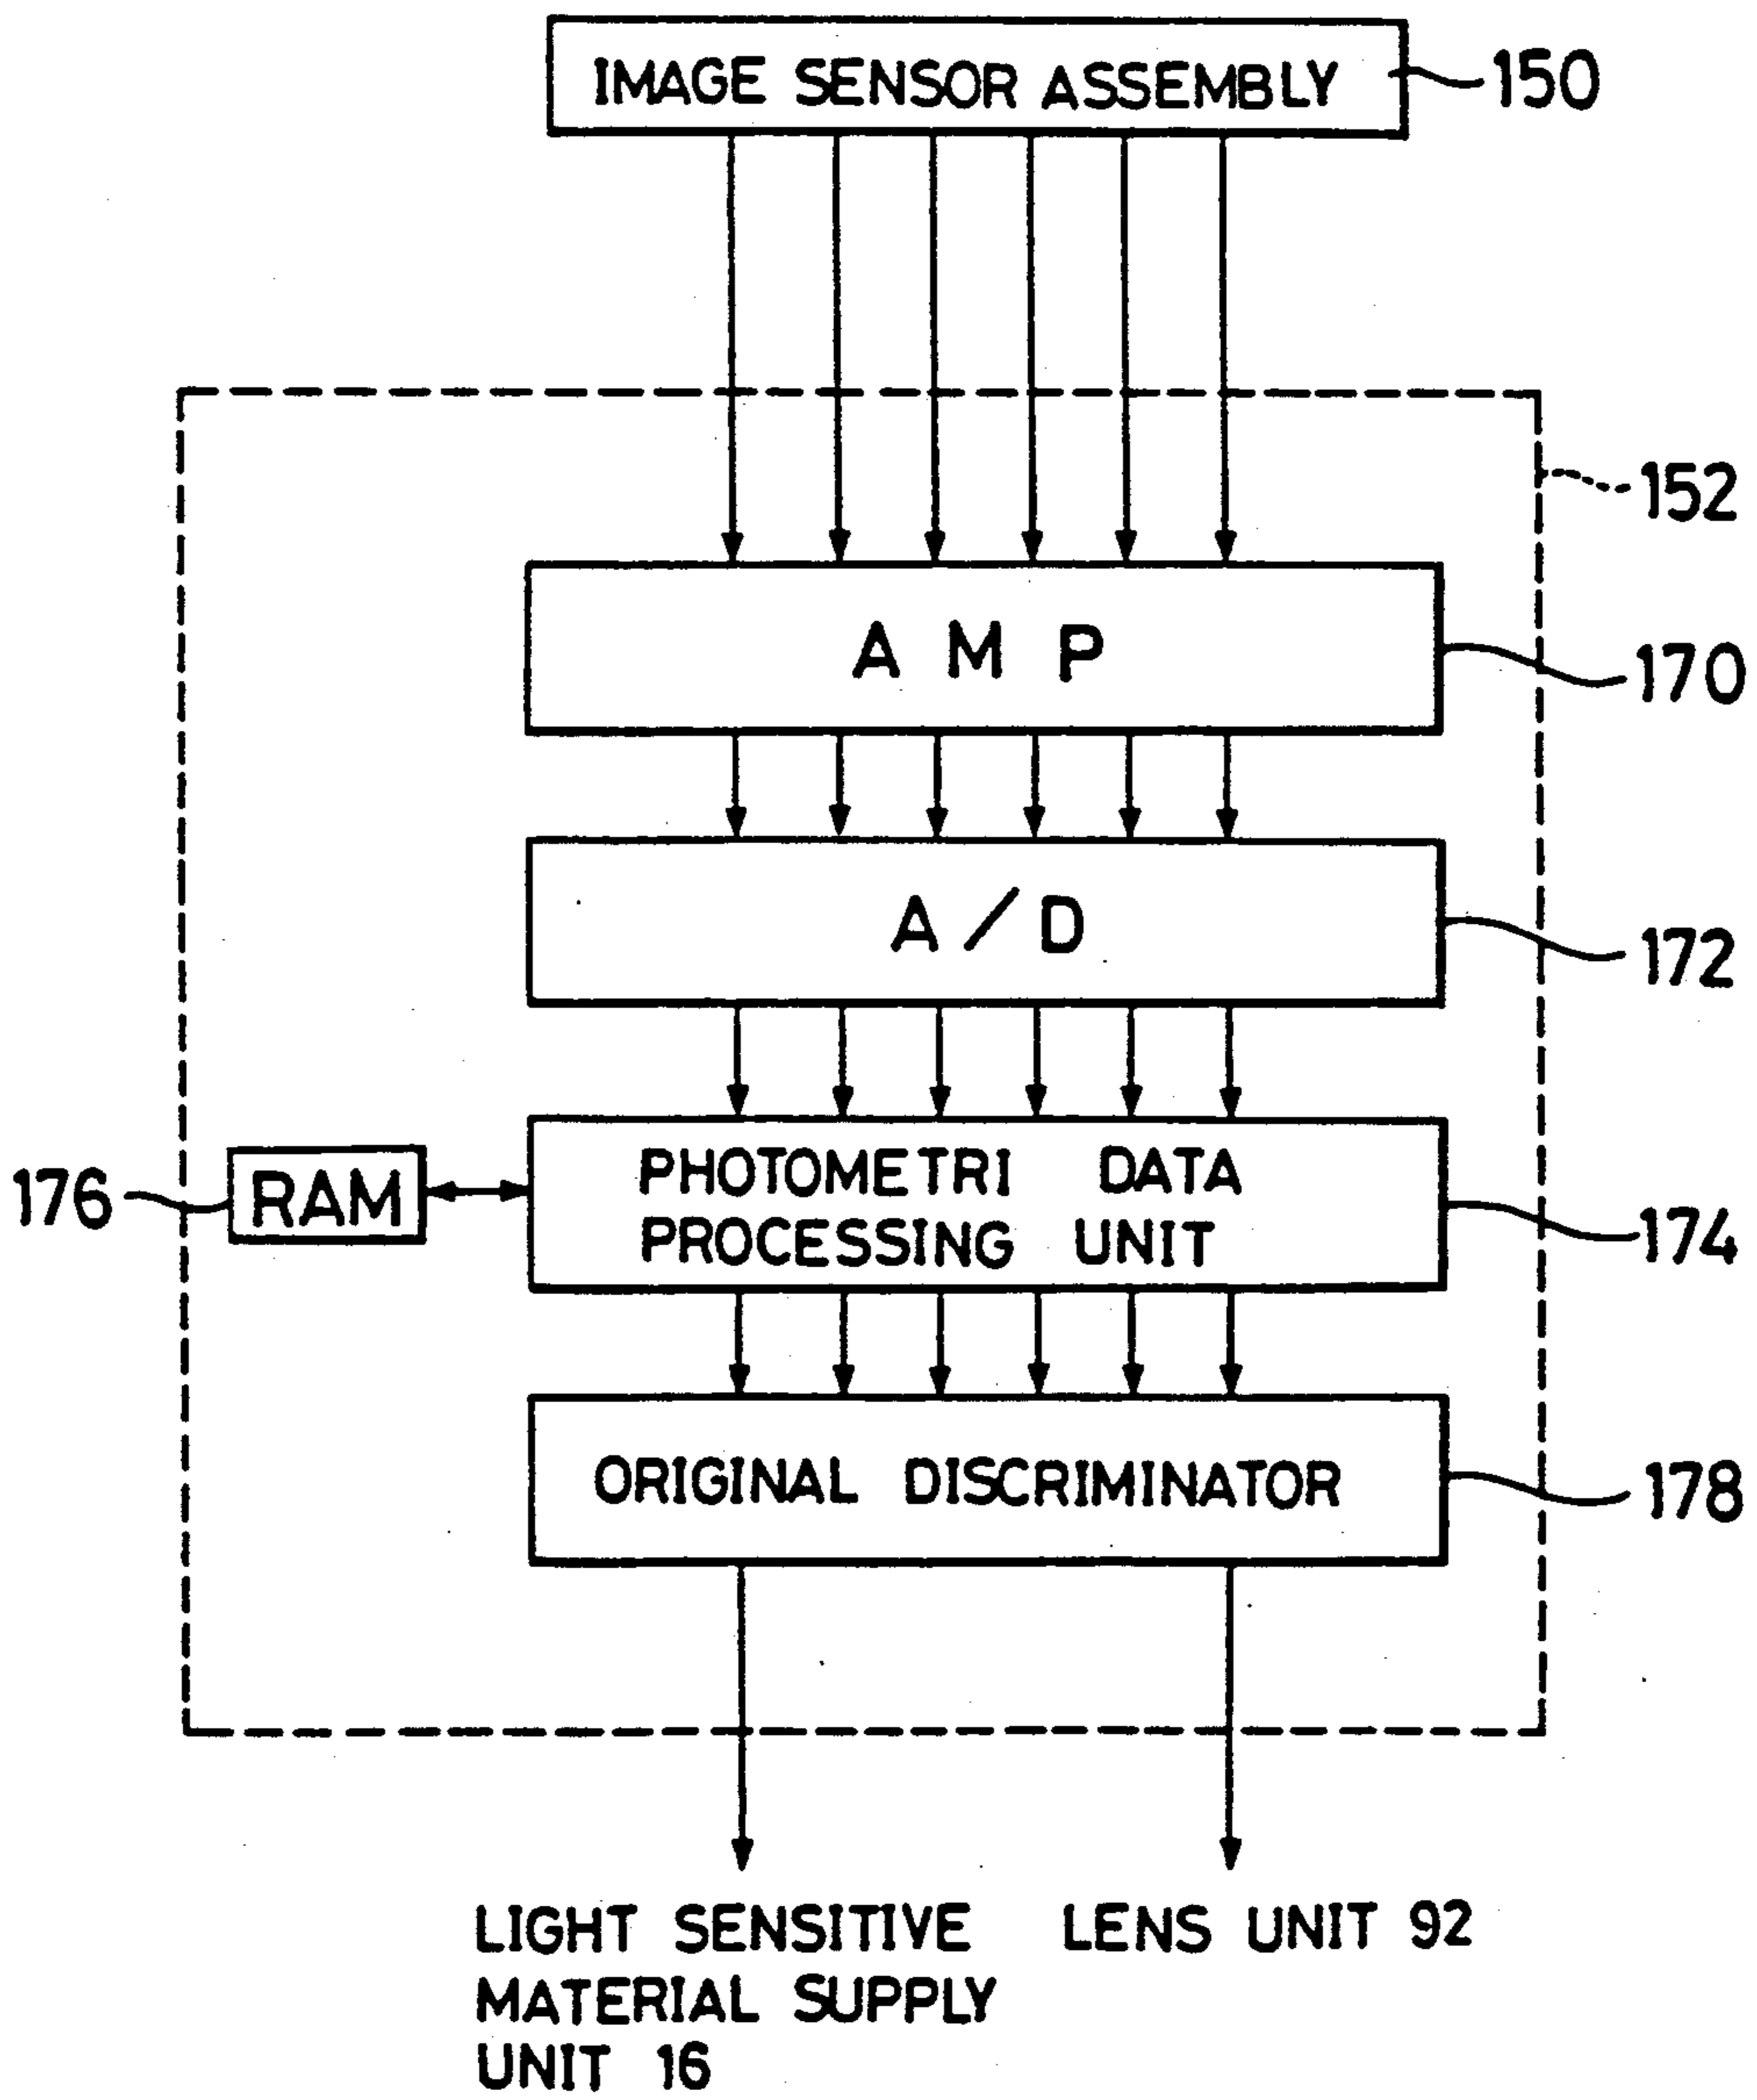 IMAGE SENSOR ASSEMBLY
150
152
A M P
170
A/D
172
176
RAM
PHOTOMETRI DATA
PROCESSING UNIT
174
ORIGINAL DISCRIMINATOR
178
LIGHT SENSITIVE
MATERIAL SUPPLY
UNIT 16
LENS UNIT 92